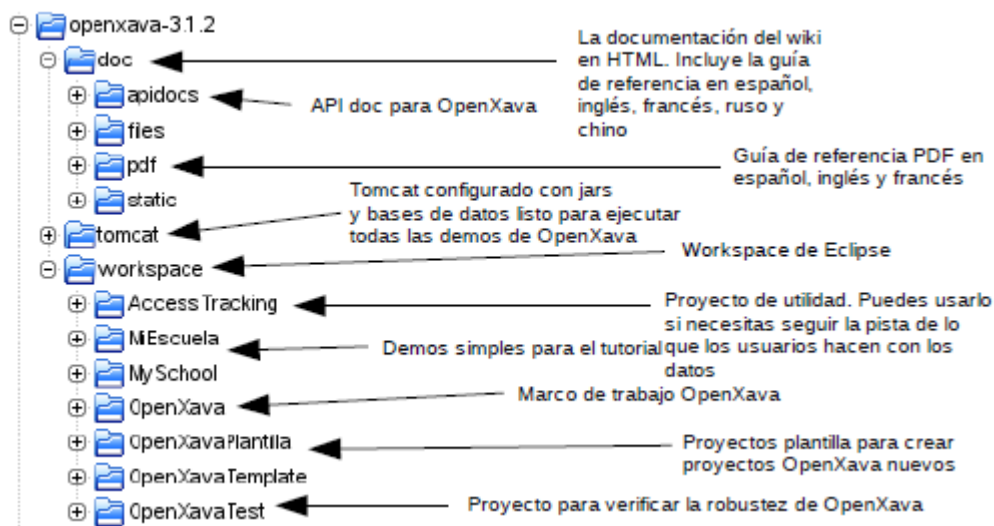 openxava-3.1.2
doc
La documentación del wiki
en HTML. Incluye la guía
de referencia en español,
inglés, francés, ruso y
chino
apidocs
API doc para OpenXava
files
pdf
Guía de referencia PDF en
español, inglés y francés
static
Tomcat configurado con jars
y bases de datos listo para ejecutar
todas las demos de OpenXava
tomcat
workspace
Workspace de Eclipse
AccessTracking
Proyecto de utilidad. Puedes usarlo
si necesitas seguir la pista de lo
que los usuarios hacen con los
datos
MiEscuela
Demos simples para el tutorial
MySchool
OpenXava
Marco de trabajo OpenXava
OpenXavaPlantilla
Proyectos plantilla para crear
proyectos OpenXava nuevos
OpenXavaTemplate
OpenXavaTest
Proyecto para verificar la robustez de OpenXava